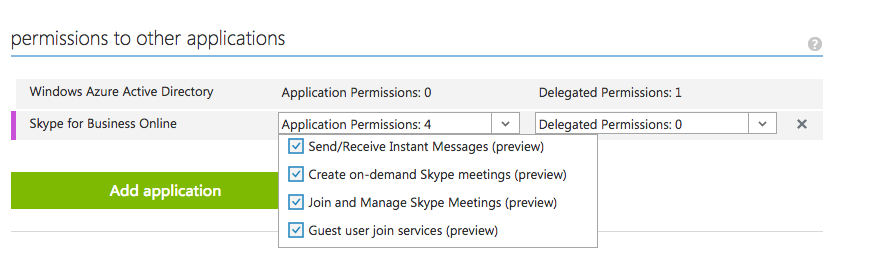 permissions to other applications
?
Windows Azure Active Directory Application Permissions: 0 Delegated Permissions: 1
Skype for Business Online Application Permissions: 4 Delegated Permissions: 0
Send/Receive Instant Messages (preview)
Create on-demand Skype meetings (preview)
Add application
Join and Manage Skype Meetings (preview)
Guest user join services (preview)